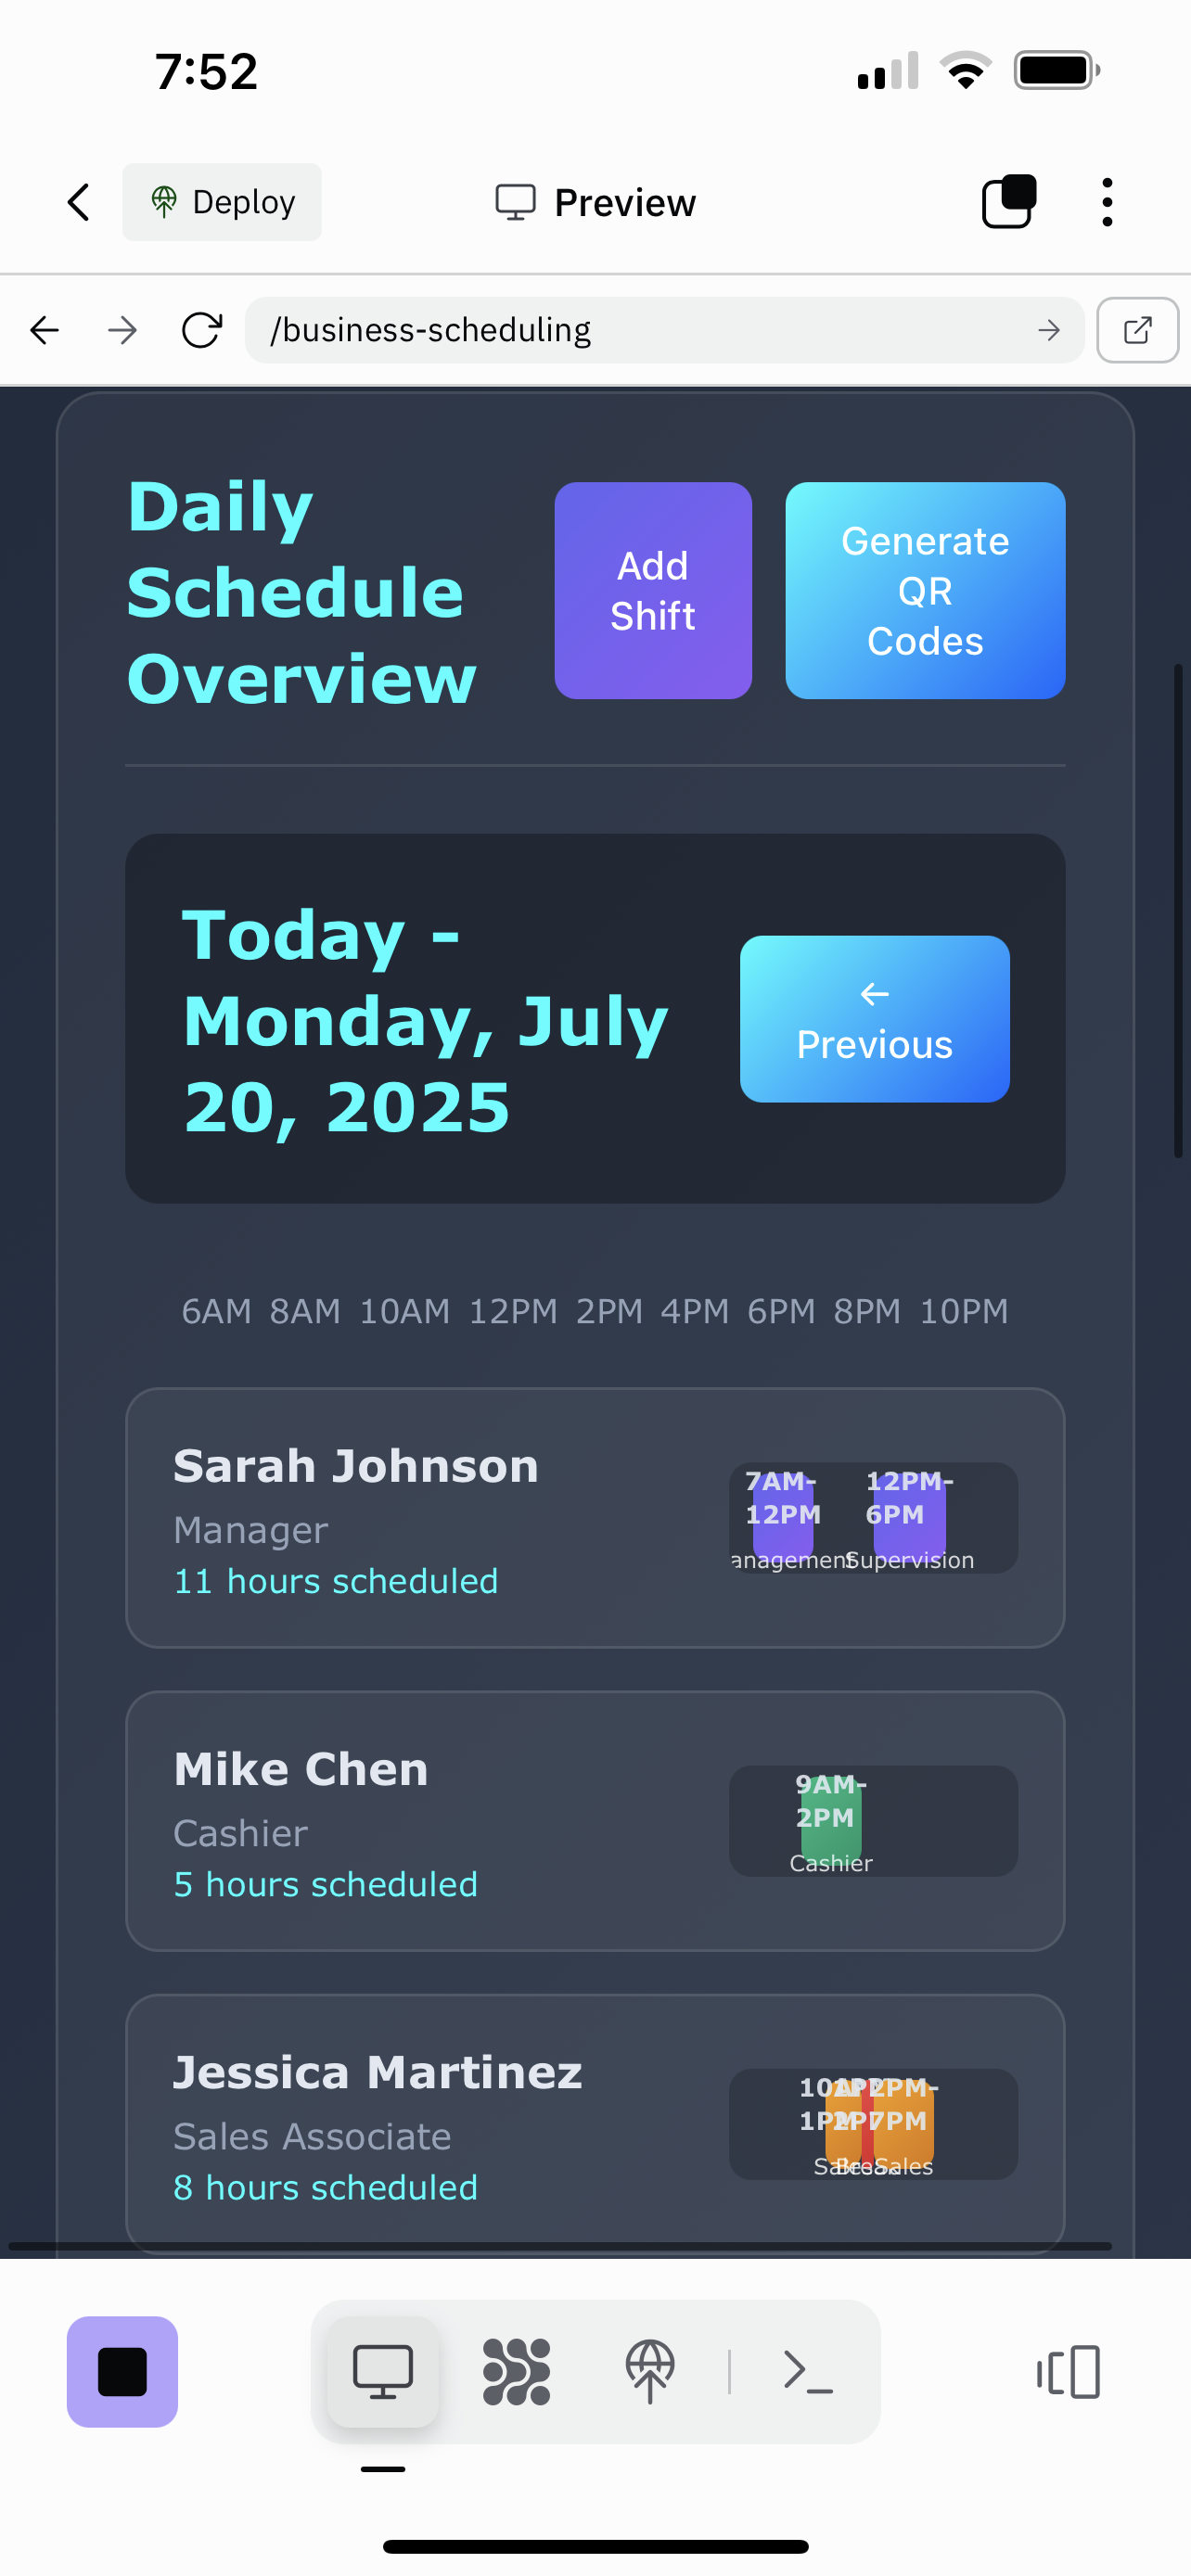 7:52
Deploy
Preview
/business-scheduling
Daily
Schedule
Overview
Add
Shift
Generate
QR
Codes
Today -
Monday, July
20, 2025
←
Previous
6AM 8AM 10AM 12PM 2PM 4PM 6PM 8PM 10PM
Sarah Johnson
Manager
11 hours scheduled
7AM-
12PM
anagement
12PM-
6PM
Supervision
Mike Chen
Cashier
5 hours scheduled
9AM-
2PM
Cashier
Jessica Martinez
Sales Associate
8 hours scheduled
2PM-
7PM
Sales